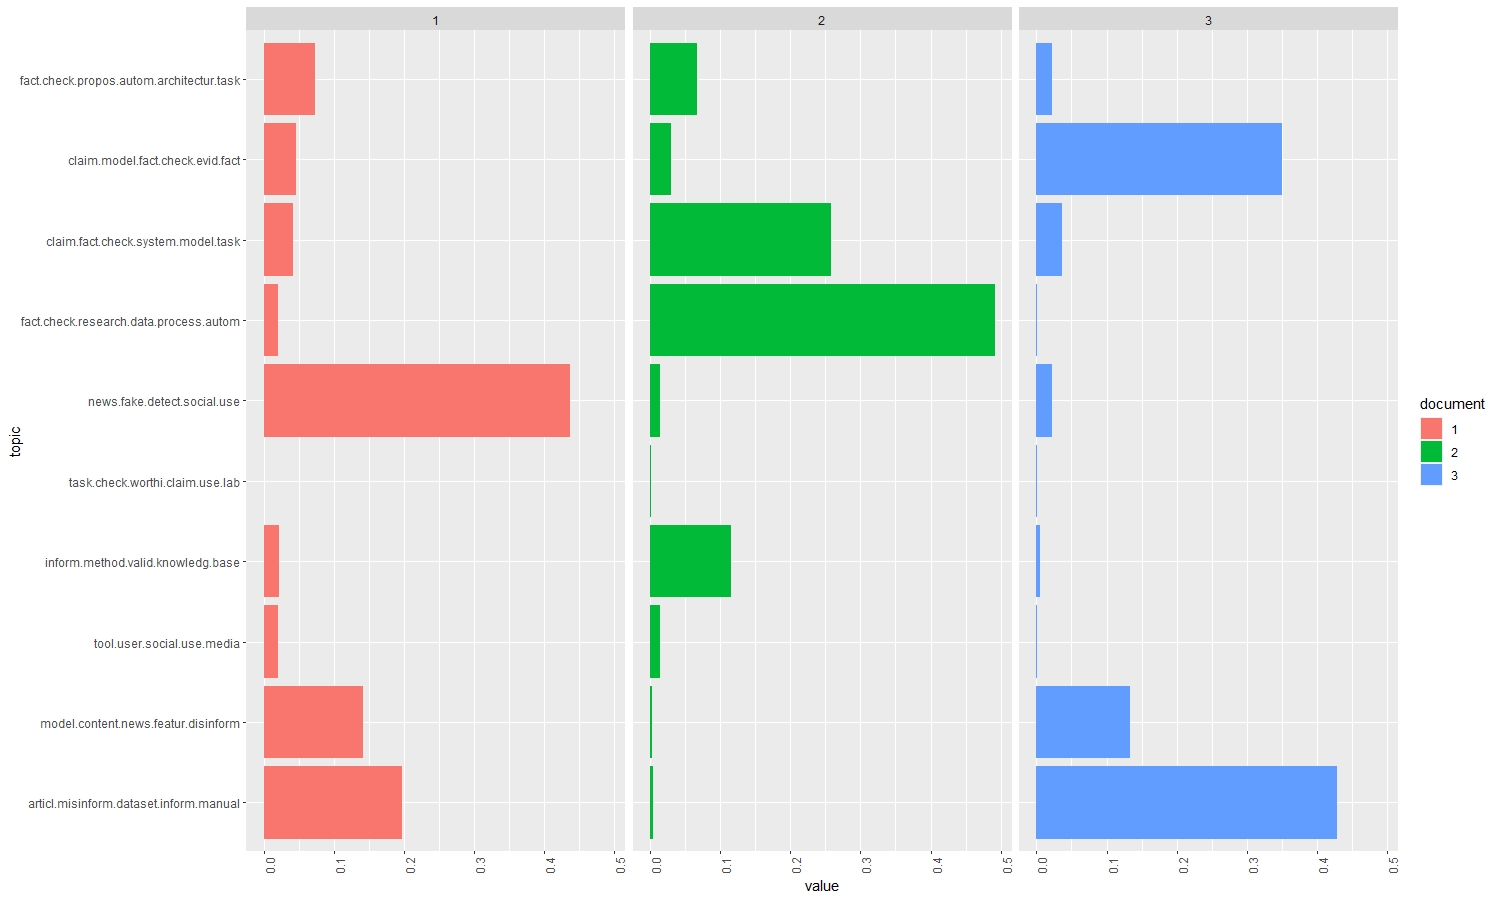 1 2 3
fact.check.propos.autom.architectur.task
claim.model.fact.check.evid.fact
claim.fact.check.system.model.task
fact.check.research.data.process.autom
news.fake.detect.social.use
task.check.worthi.claim.use.lab
inform.method.valid.knowledg.base
tool.user.social.use.media
model.content.news.featur.disinform
articl.misinform.dataset.inform.manual
topic
0.0 0.1 0.2 0.3 0.4 0.5 0.0 0.1 0.2 0.3 0.4 0.5 0.0 0.1 0.2 0.3 0.4 0.5
value
document
1
2
3